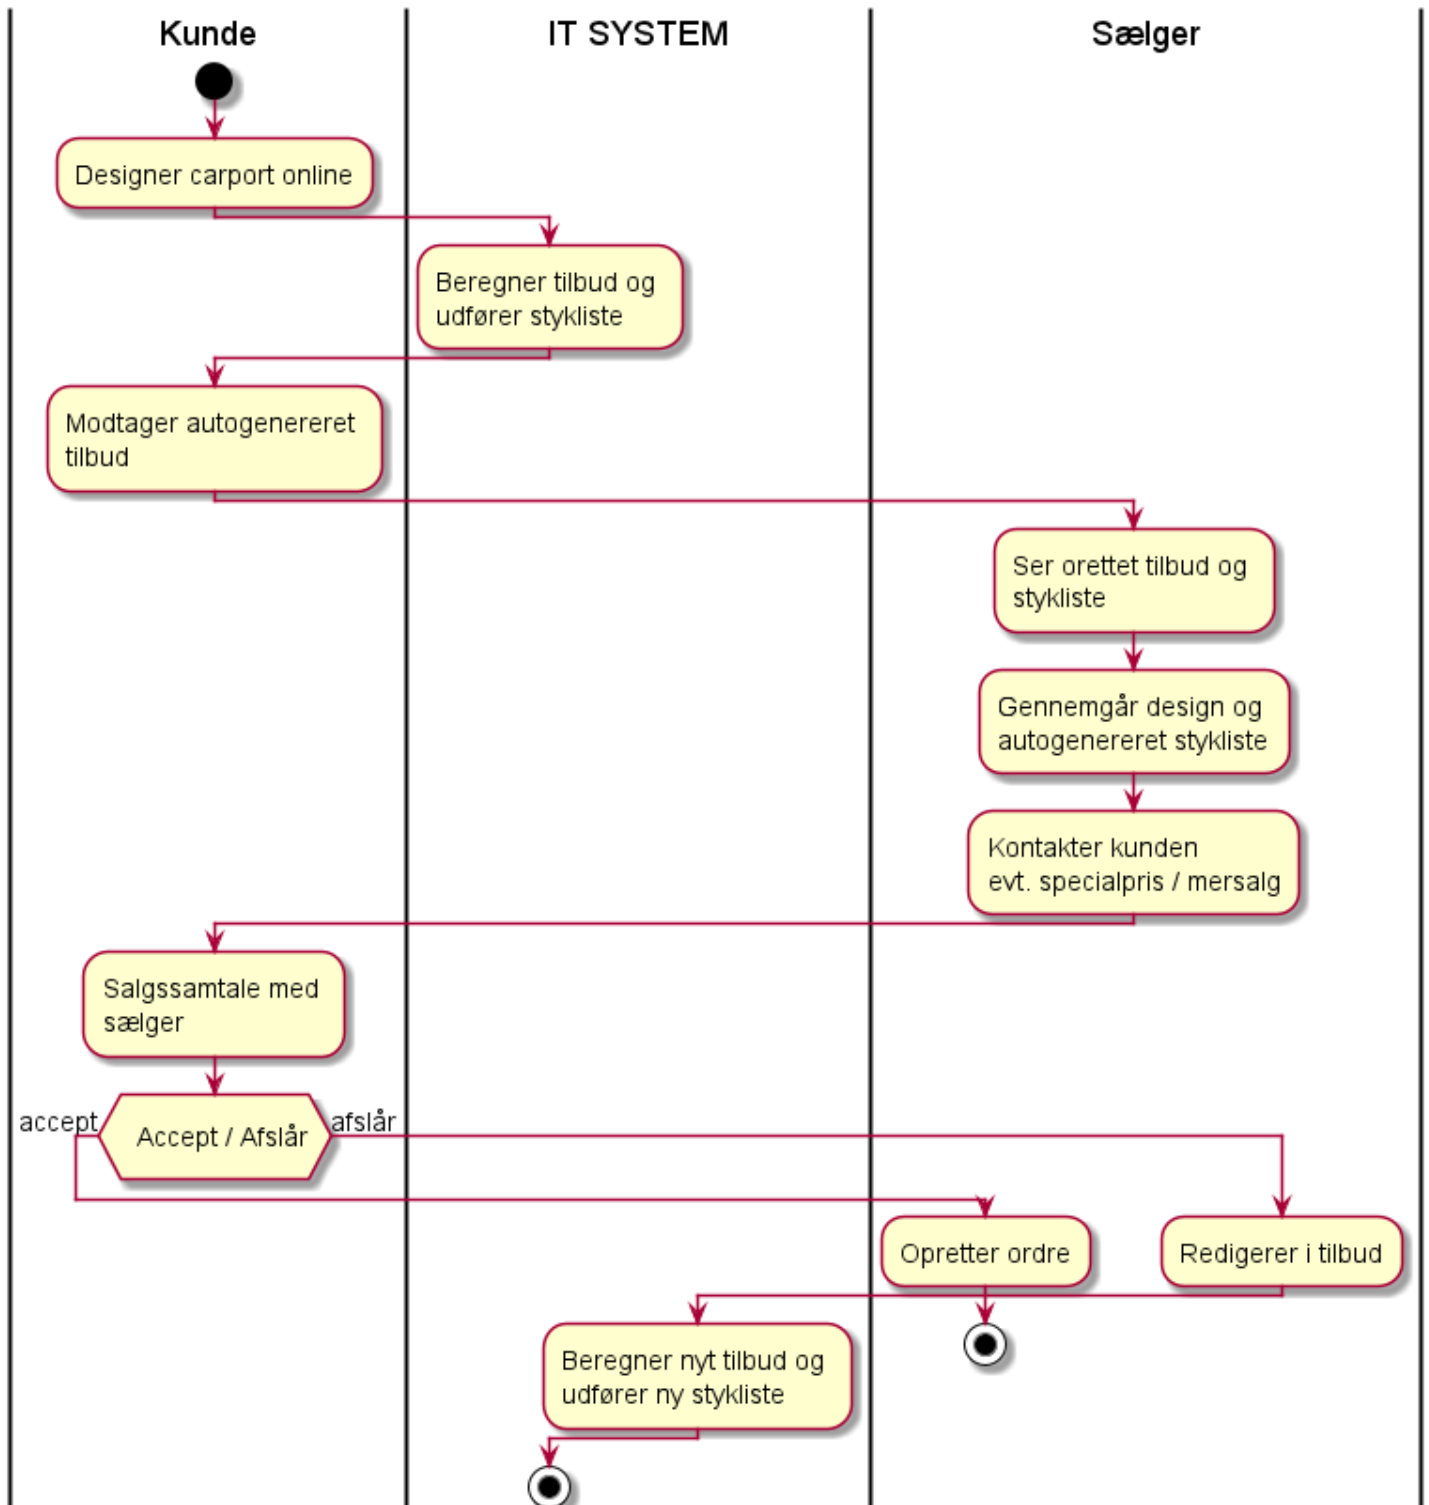 Kunde
IT SYSTEM
Sælger
Designer carport online
Beregner tilbud og
udfører stykliste
Modtager autogenereret
tilbud
Ser orettet tilbud og
stykliste
Gennemgår design og
autogenereret stykliste
Kontakter kunden
evt. specialpris / mersalg
Salgssamtale med
sælger
accept
Accept / Afslår
afslår
Opretter ordre
Redigerer i tilbud
Beregner nyt tilbud og
udfører ny stykliste